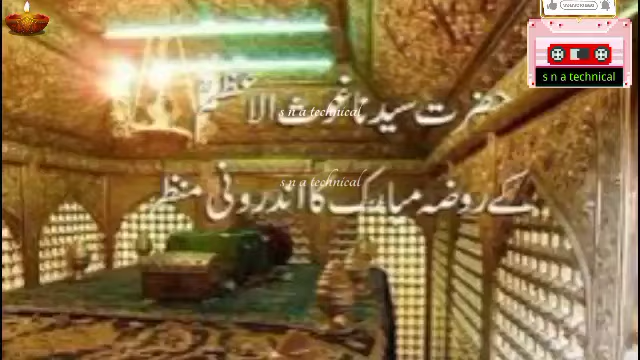 حضرت سیدنا غوث الاعظم
s n a technical
کے روضہ مبارک کا اندرونی منظر
s n a technical
s n a technical